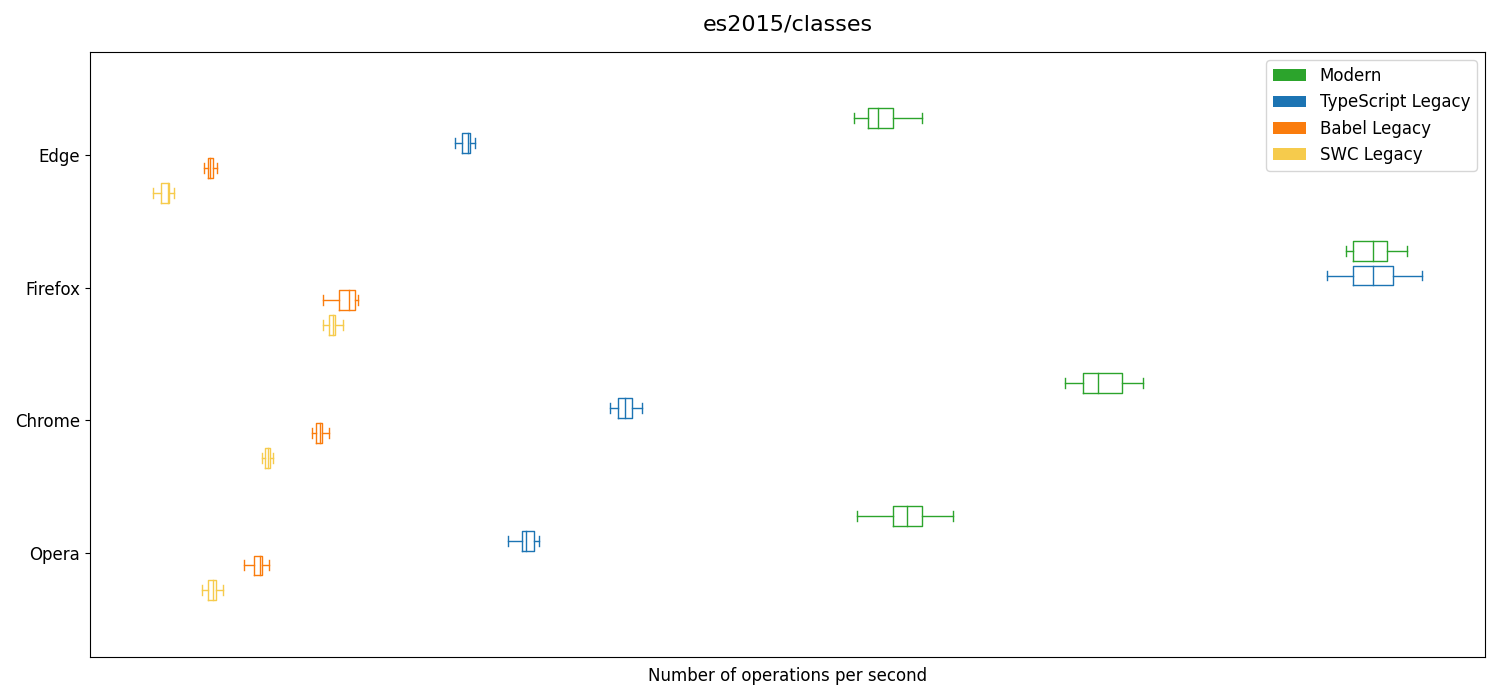 es2015/classes
Modern
TypeScript Legacy
Babel Legacy
SWC Legacy
Edge
Firefox
Chrome
Opera
Number of operations per second